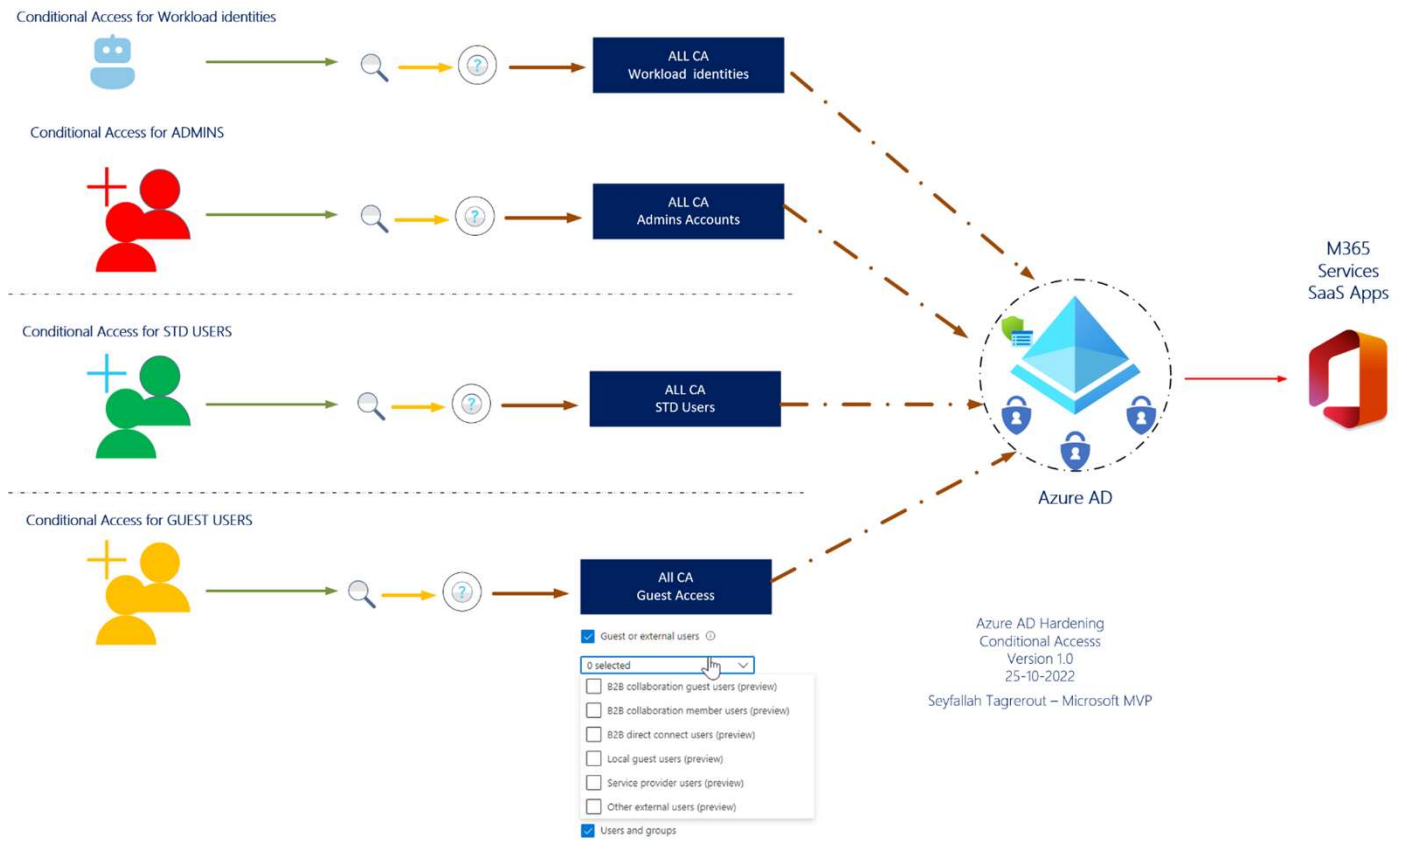 Conditional Access for Workload identities
ALL CA
Workload identities
Conditional Access for ADMINS
ALL CA
Admins Accounts
M365
Services
SaaS Apps
Conditional Access for STD USERS
ALL CA
STD Users
Azure AD
Conditional Access for GUEST USERS
All CA
Guest Access
Guest or external users
0 selected
B2B collaboration guest users (preview)
B2B collaboration member users (preview)
B2B direct connect users (preview)
Local guest users (preview)
Service provider users (preview)
Other external users (preview)
Users and groups
Azure AD Hardening
Conditional Accesss
Version 1.0
25-10-2022
Seyfallah Tagrerout – Microsoft MVP